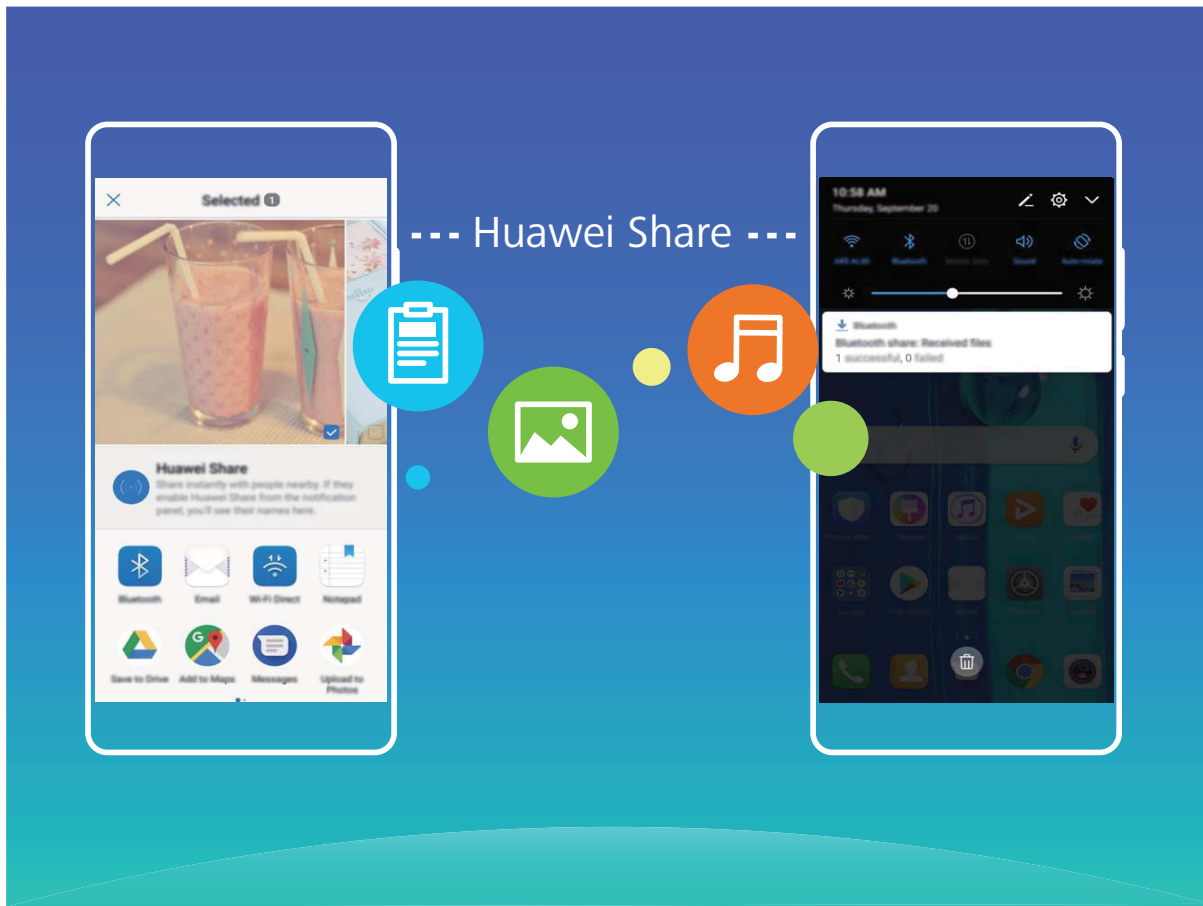 Selected 1
Huawei Share
Share instantly with people nearby. If they
enable Huawei Share from the notification
panel, you'll see their names here.
Bluetooth
Email
Wi-Fi Direct
Notepad
Save to Drive
Add to Maps
Messages
Upload to
Photos
--- Huawei Share ---
10:58 AM
Thursday, September 20
Bluetooth
Mobile data
Sound
Auto-rotate
Bluetooth
Bluetooth share: Received files
1 successful, 0 failed